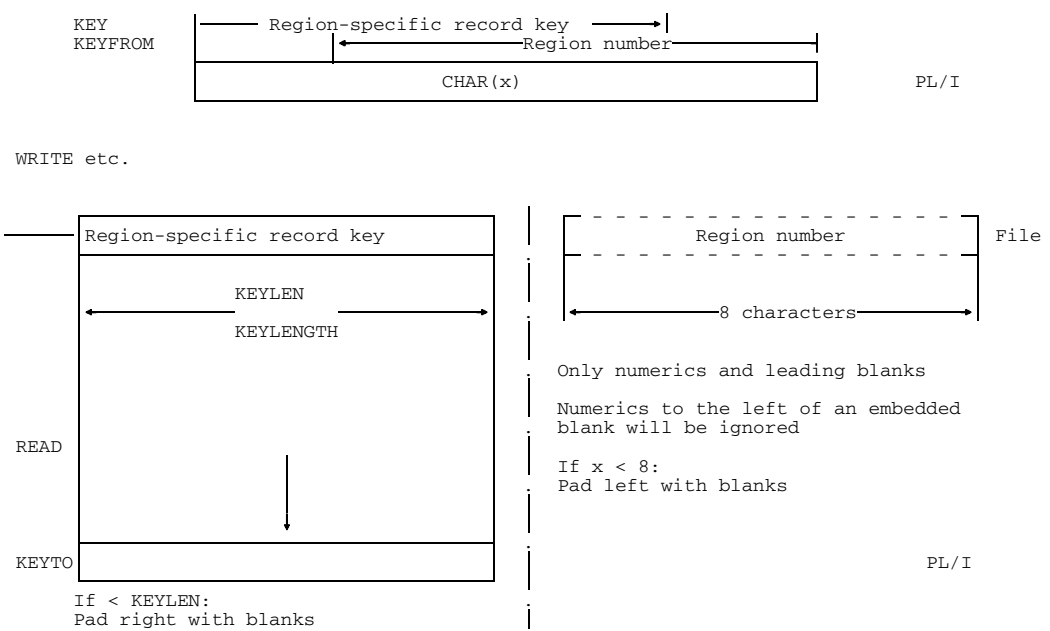 KEY Region-specific record key
KEYFROM Region number
CHAR(x) PL/I
WRITE etc.
Region-specific record key Region number File
KEYLEN
8 characters
KEYLENGTH
Only numerics and leading blanks
Numerics to the left of an embedded
blank will be ignored
READ
If x < 8:
Pad left with blanks
KEYTO PL/I
If < KEYLEN:
Pad right with blanks